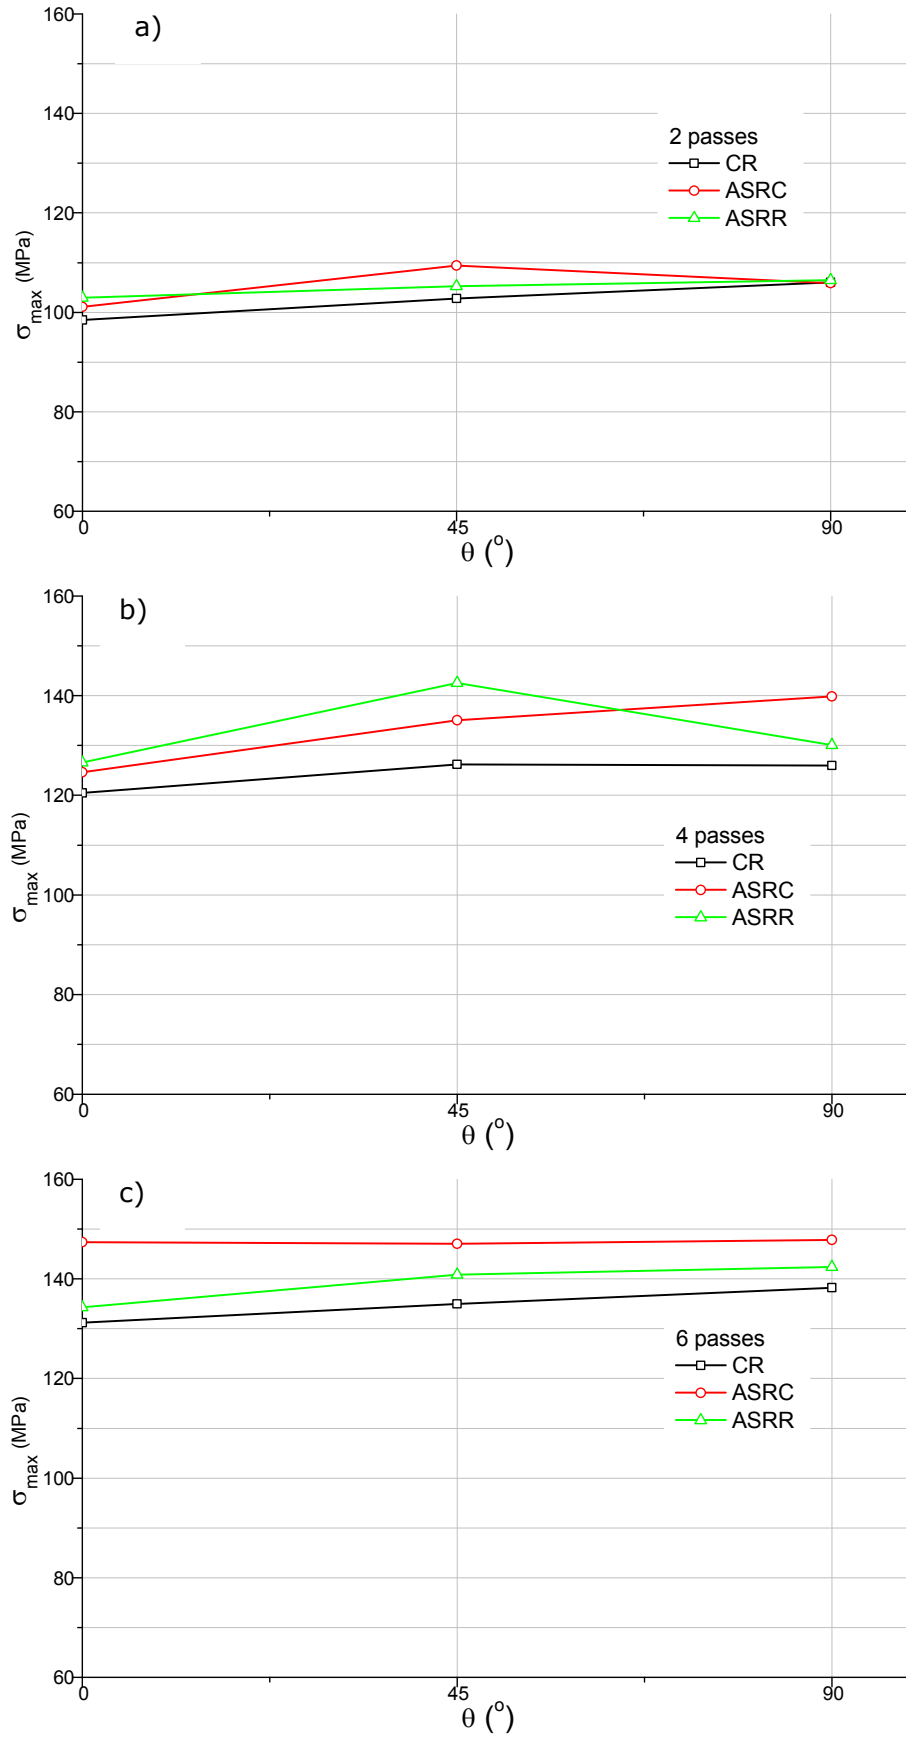 a)
160
140
120
100
80
60
σmax (MPa)
2 passes
CR
ASRC
ASRR
0
45
90
θ (o)
b)
160
140
120
100
80
60
σmax (MPa)
4 passes
CR
ASRC
ASRR
0
45
90
θ (o)
c)
160
140
120
100
80
60
σmax (MPa)
6 passes
CR
ASRC
ASRR
0
45
90
θ (o)